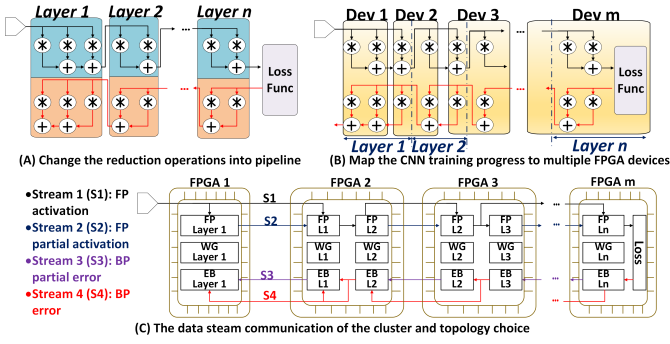 Layer 1
Layer 2
...
Layer n
* * * * * *
+ + + +
Loss
Func
* * * * * * * *
...
+ + +
(A) Change the reduction operations into pipeline
Dev 1 Dev 2 Dev 3 ... Dev m
* * * * * * *
+ + + +
Loss
Func
* * * * * * *
...
+ + + +
Layer 1 Layer 2 Layer n
(B) Map the CNN training progress to multiple FPGA devices
•Stream 1 (S1): FP
activation
•Stream 2 (S2): FP
partial activation
•Stream 3 (S3): BP
partial error
•Stream 4 (S4): BP
error
FPGA 1 FPGA 2 FPGA 3 FPGA m
S1
S2
S3
S4
FP
Layer 1
WG
Layer 1
EB
Layer 1
FP
L1
FP
L2
WG
L1
WG
L2
EB
L1
EB
L2
FP
L2
FP
L3
WG
L2
WG
L3
EB
L2
EB
L3
...
...
...
...
FP
Ln
WG
Ln
EB
Ln
Loss
(C) The data steam communication of the cluster and topology choice